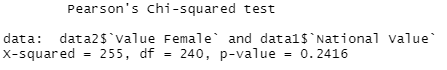 Pearson's Chi-squared test
data:  data2$`Value Female` and data1$`National Value`
X-squared = 255, df = 240, p-value = 0.2416